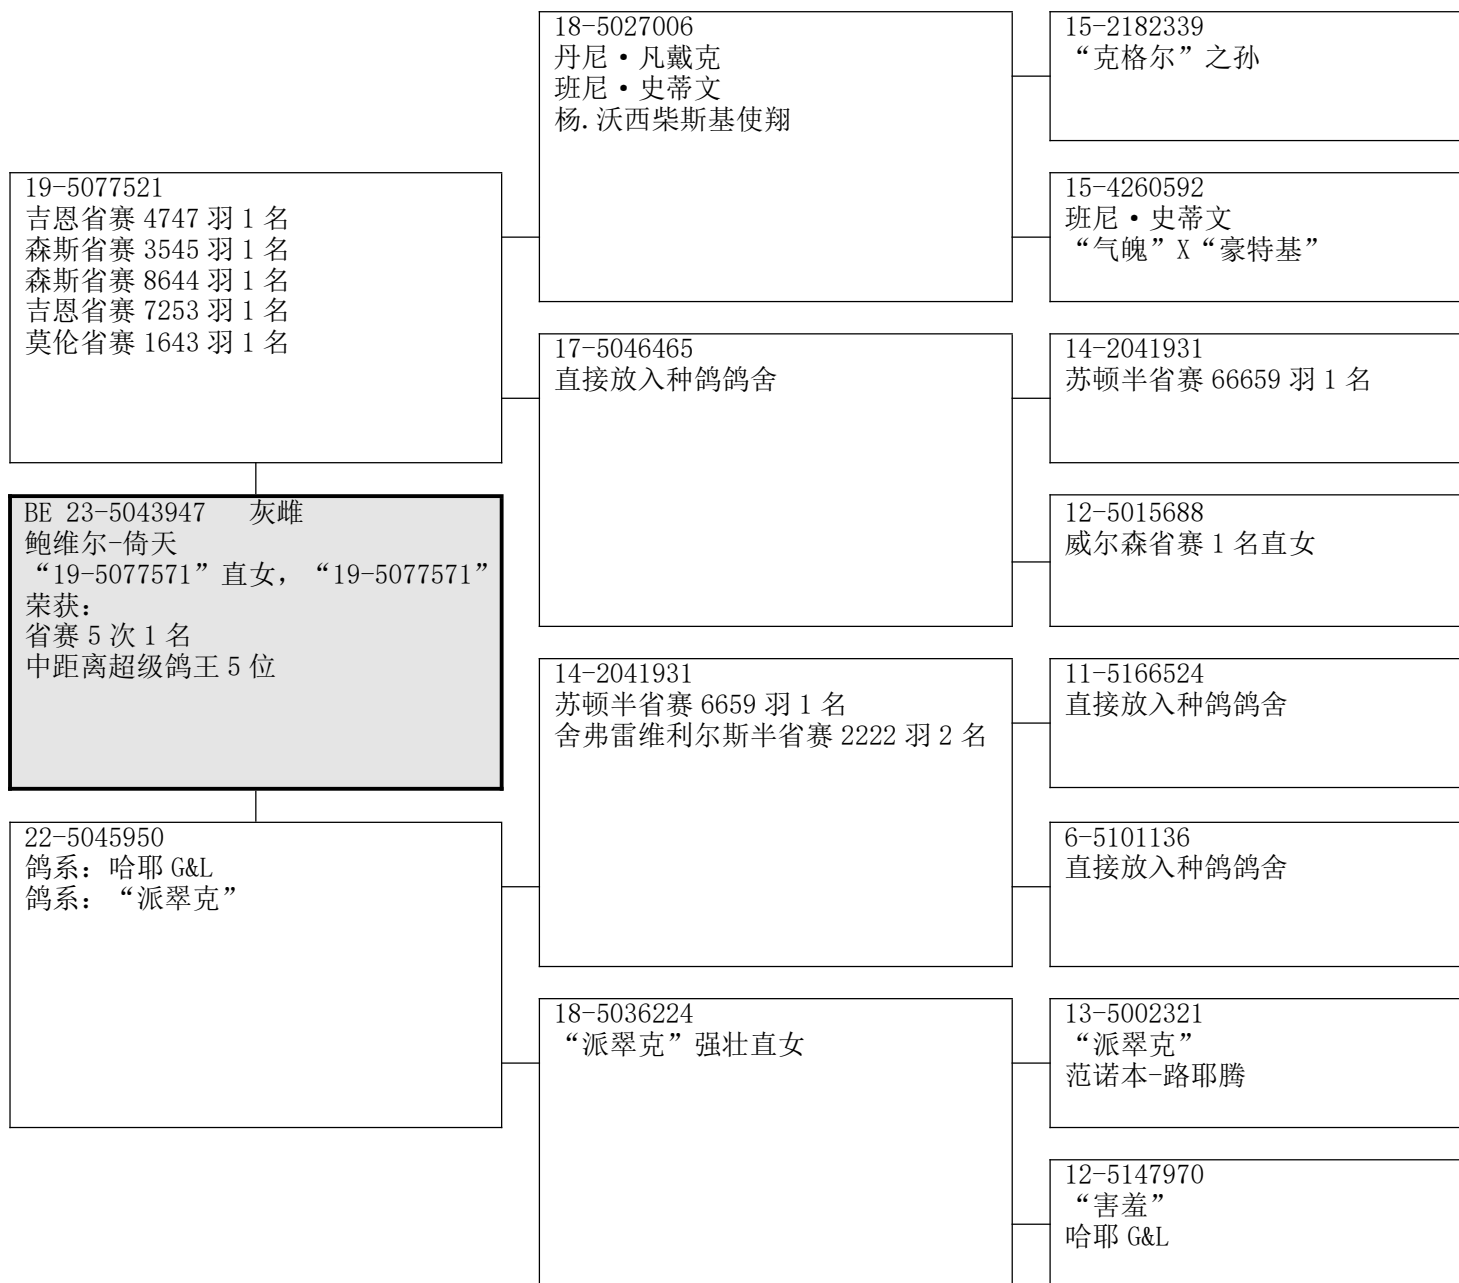 19-5077521
吉恩省赛 4747 羽 1 名
森斯省赛 3545 羽 1 名
森斯省赛 8644 羽 1 名
吉恩省赛 7253 羽 1 名
莫伦省赛 1643 羽 1 名
BE 23-5043947 灰雌
鲍维尔-倚天
“19-5077571”直女，“19-5077571”
荣获：
省赛 5 次 1 名
中距离超级鸽王 5 位
22-5045950
鸽系：哈耶 G&L
鸽系：“派翠克”
18-5027006
丹尼·凡戴克
班尼·史蒂文
杨.沃西柴斯基使翔
17-5046465
直接放入种鸽鸽舍
14-2041931
苏顿半省赛 6659 羽 1 名
舍弗雷维利尔斯半省赛 2222 羽 2 名
18-5036224
“派翠克”强壮直女
15-2182339
“克格尔”之孙
15-4260592
班尼·史蒂文
“气魄”X“豪特基”
14-2041931
苏顿半省赛 66659 羽 1 名
12-5015688
威尔森省赛 1 名直女
11-5166524
直接放入种鸽鸽舍
6-5101136
直接放入种鸽鸽舍
13-5002321
“派翠克”
范诺本-路耶腾
12-5147970
“害羞”
哈耶 G&L